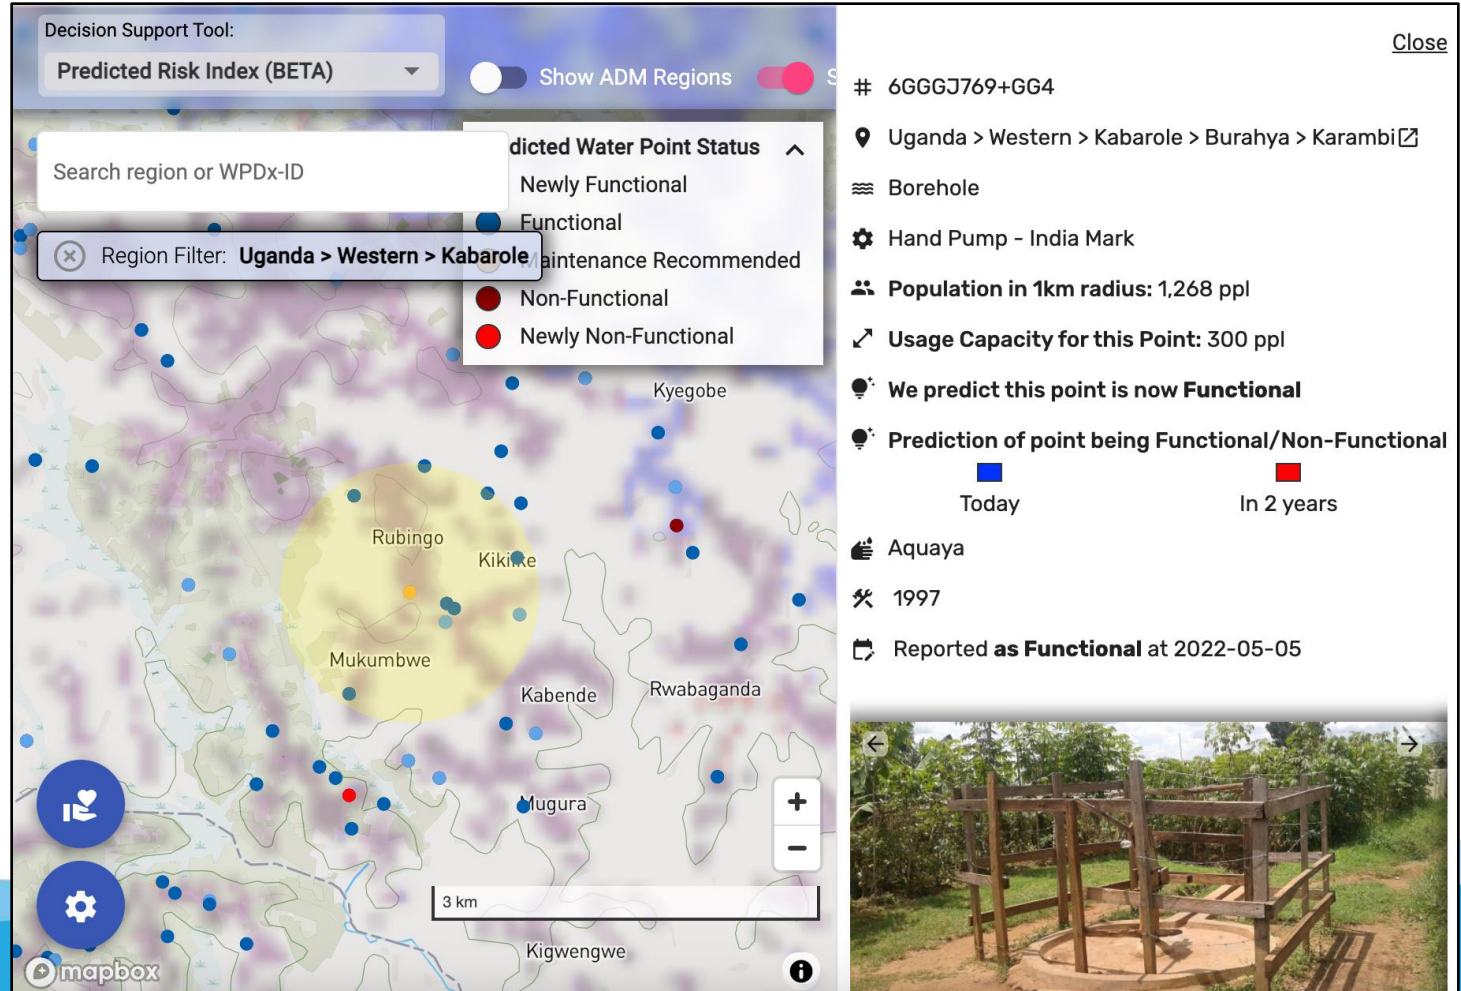 Decision Support Tool:
Predicted Risk Index (BETA)
Show ADM Regions
S
Search region or WPDx-ID
dicted Water Point Status
Newly Functional
Functional
Region Filter: Uganda > Western > Kabarole
aintenance Recommended
Non-Functional
Newly Non-Functional
Kyegobe
Rubingo
Mukumbwe
Kabende
Rwabaganda
Mugura
+
−
3 km
Kigwengwe
mapbox
Close
# 6GGGJ769+GG4
Uganda > Western > Kabarole > Burahya > Karambi
Borehole
Hand Pump - India Mark
Population in 1km radius: 1,268 ppl
Usage Capacity for this Point: 300 ppl
We predict this point is now Functional
Prediction of point being Functional/Non-Functional
Today
In 2 years
Aquaya
1997
Reported as Functional at 2022-05-05